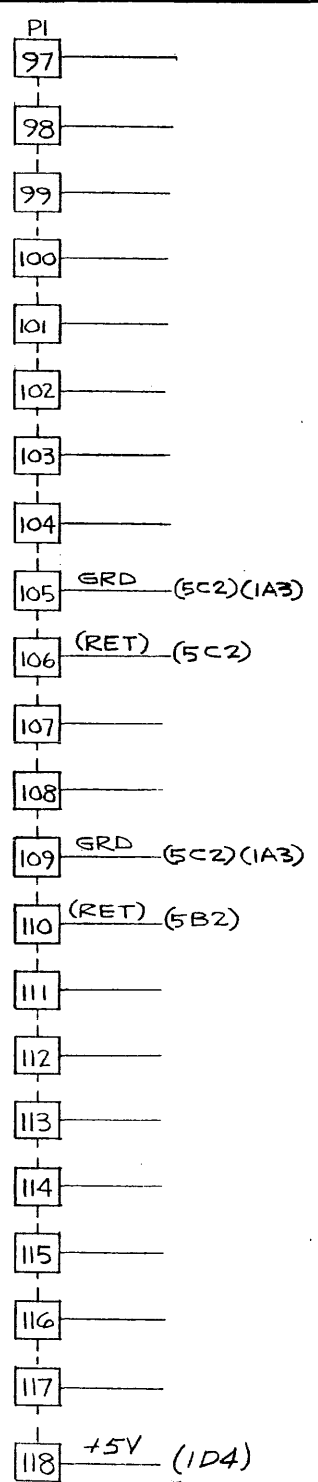 P1
97
98
99
100
101
102
103
104
105 GRD (5C2)(1A3)
106 (RET) (5C2)
107
108
109 GRD (5C2)(1A3)
110 (RET) (5B2)
111
112
113
114
115
116
117
118 +5V (1D4)